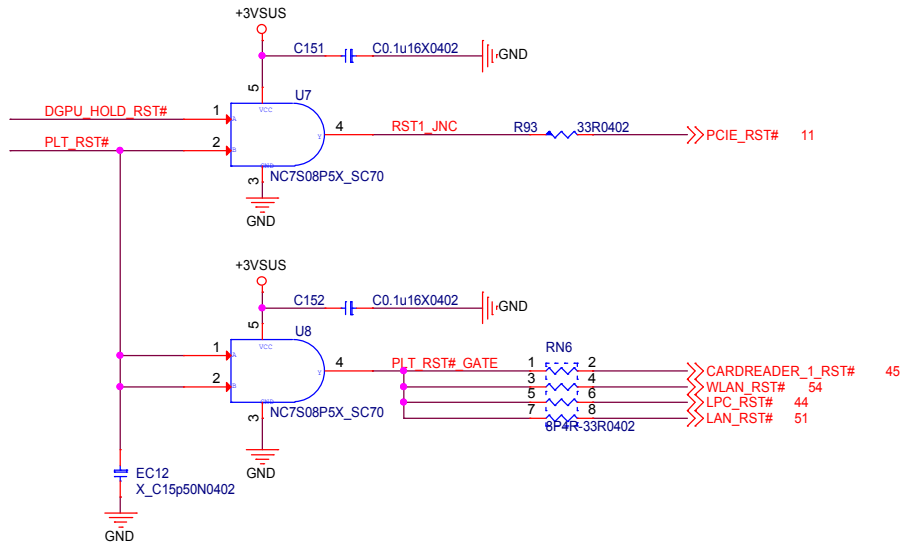 +3VSUS
C151
C0.1u16X0402
GND
5
U7
VCC
DGPU_HOLD_RST#
1
A
PLT_RST#
2
B
Y
4
RST1_JNC
R93
33R0402
PCIE_RST# 11
GND
3
NC7S08P5X_SC70
GND
+3VSUS
C152
C0.1u16X0402
GND
5
U8
VCC
1
A
2
B
Y
4
PLT_RST#_GATE
RN6
1
2
CARDREADER_1_RST# 45
3
4
WLAN_RST# 54
5
6
LPC_RST# 44
7
8
LAN_RST# 51
8P4R-33R0402
GND
3
NC7S08P5X_SC70
GND
EC12
X_C15p50N0402
GND